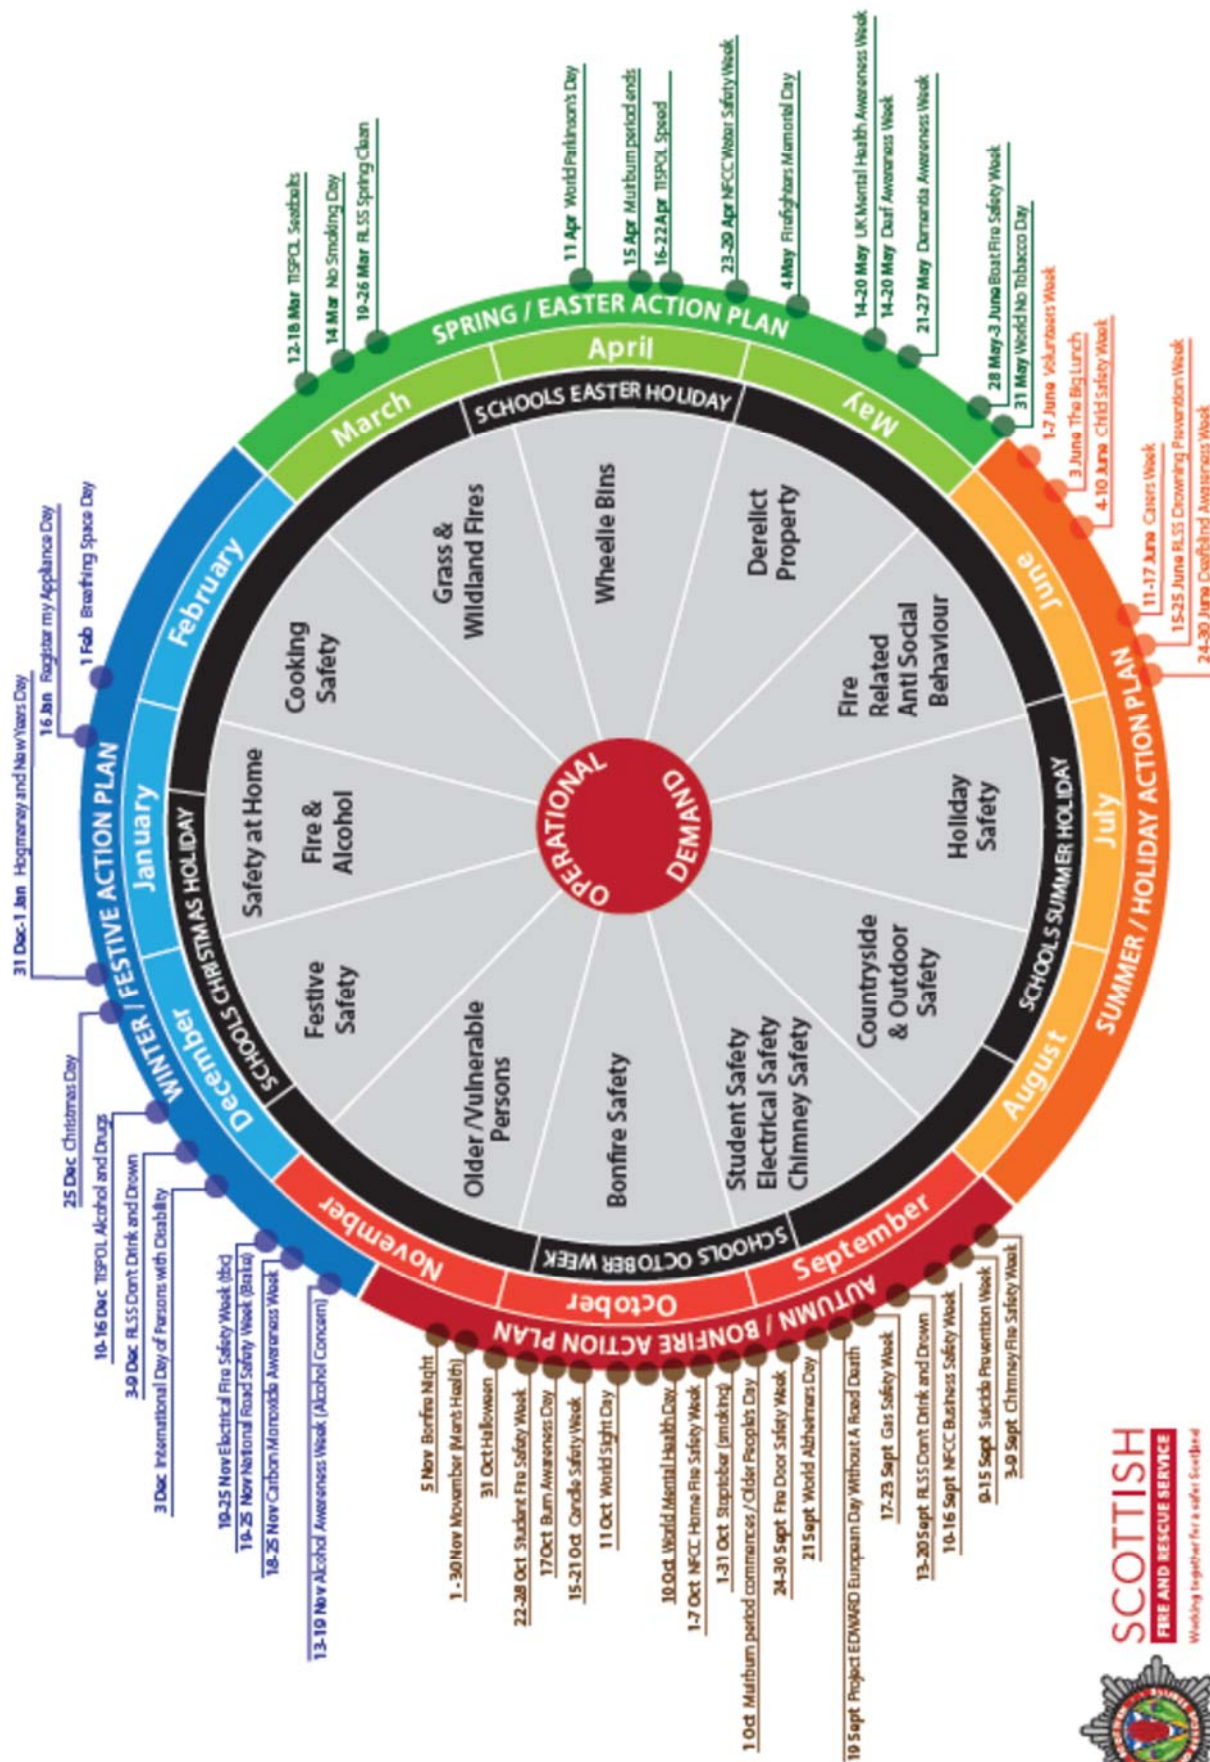 31 Dec-1 Jan Hogmanay and New Years Day
16 Jan Register my Appliance Day
1 Feb Breathing Space Day
12-18 Mar TISPOL Seatbelts
14 Mar No Smoking Day
19-26 Mar RLSS Spring Clean
11 Apr World Parkinson's Day
15 Apr Muirburn period ends
16-22 Apr TISPOL Speed
23-29 Apr NFCC Water Safety Week
4 May Firefighters Memorial Day
14-20 May UK Mental Health Awareness Week
14-20 May Deaf Awareness Week
21-27 May Dementia Awareness Week
28 May-3 June Boat Fire Safety Week
31 May World No Tobacco Day
1-7 June Volunteers Week
3 June The Big Lunch
4-10 June Child Safety Week
11-17 June Carers Week
15-25 June RLSS Drowning Prevention Week
24-30 June Deafblind Awareness Week
25 Dec Christmas Day
10-16 Dec TISPOL Alcohol and Drugs
3-9 Dec RLSS Don't Drink and Drown
3 Dec International Day of Persons with Disability
19-25 Nov Electrical Fire Safety Week (tbc)
19-25 Nov National Road Safety Week (Brake)
18-25 Nov Carbon Monoxide Awareness Week
13-19 Nov Alcohol Awareness Week (Alcohol Concern)
5 Nov Bonfire Night
1-30 Nov Movember (Men's Health)
31 Oct Halloween
22-28 Oct Student Fire Safety Week
17 Oct Burn Awareness Day
15-21 Oct Candle Safety Week
11 Oct World Sight Day
10 Oct World Mental Health Day
1-7 Oct NFCC Home Fire Safety Week
1-31 Oct Stoptober (smoking)
1 Oct Muirburn period commences / Older People's Day
24-30 Sept Fire Door Safety Week
21 Sept World Alzheimers Day
19 Sept Project EDWARD European Day Without A Road Death
17-23 Sept Gas Safety Week
13-20 Sept RLSS Don't Drink and Drown
10-16 Sept NFCC Business Safety Week
9-15 Sept Suicide Prevention Week
3-9 Sept Chimney Fire Safety Week
WINTER / FESTIVE ACTION PLAN
SPRING / EASTER ACTION PLAN
SUMMER / HOLIDAY ACTION PLAN
AUTUMN / BONFIRE ACTION PLAN
January
February
March
April
May
June
July
August
September
October
November
December
SCHOOLS CHRISTMAS HOLIDAY
SCHOOLS EASTER HOLIDAY
SCHOOLS SUMMER HOLIDAY
SCHOOLS OCTOBER WEEK
Safety at Home
Fire &
Alcohol
Cooking
Safety
Grass &
Wildland Fires
Wheelie Bins
Derelict
Property
Fire
Related
Anti Social
Behaviour
Holiday
Safety
Countryside
& Outdoor
Safety
Student Safety
Electrical Safety
Chimney Safety
Bonfire Safety
Older /Vulnerable
Persons
Festive
Safety
OPERATIONAL
DEMAND
SCOTTISH
FIRE AND RESCUE SERVICE
Working together for a safer Scotland